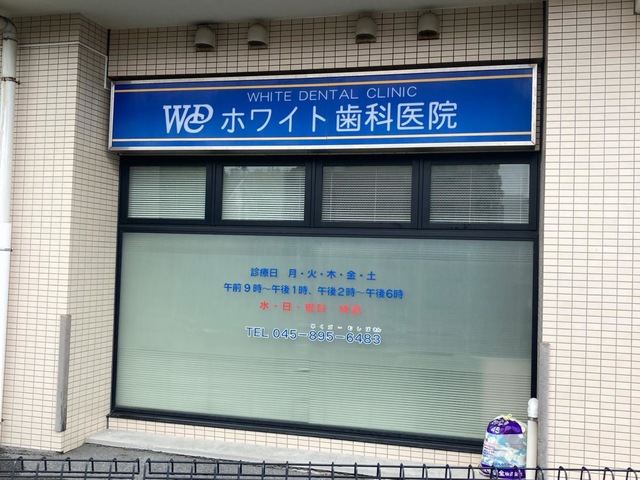 WHITE DENTAL CLINIC
WDC ホワイト歯科医院
診療日 月・火・木・金・土
午前9時～午後1時、午後2時～午後6時
水・日・祝日 休診
TEL 045-895-6483